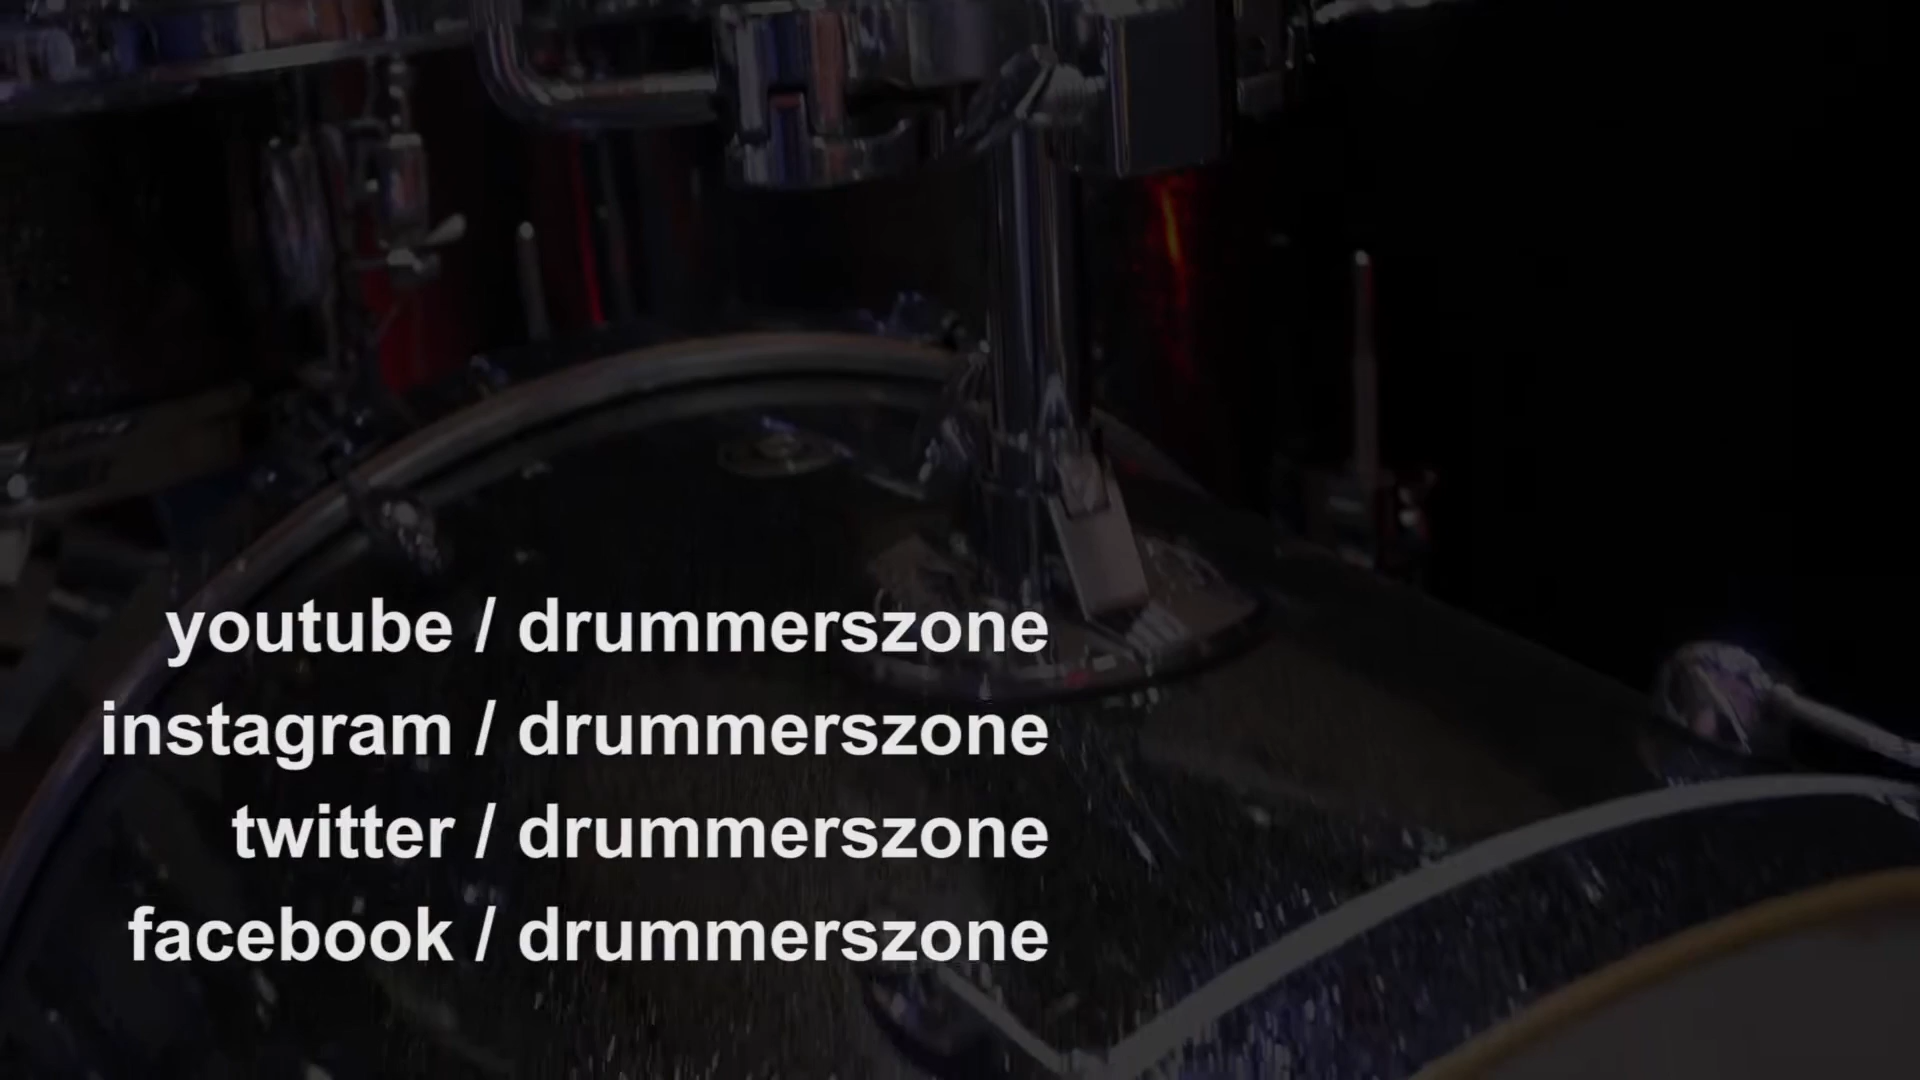 youtube / drummerszone
instagram / drummerszone
twitter / drummerszone
facebook / drummerszone